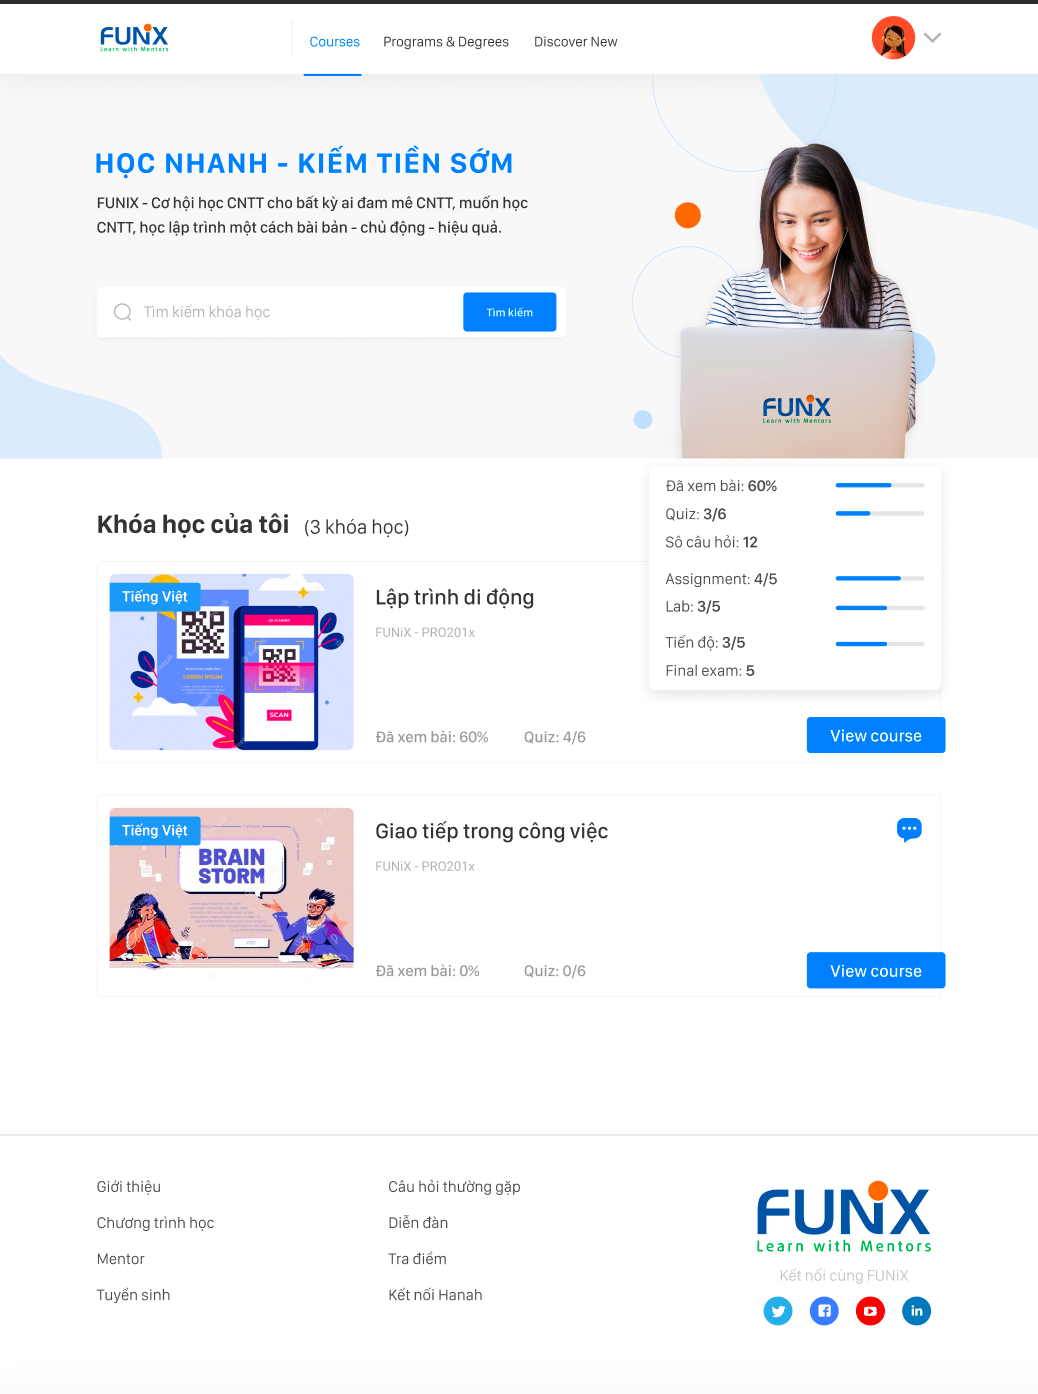 FUNiX
Learn with Mentors
Courses
Programs & Degrees
Discover New
HỌC NHANH - KIẾM TIỀN SỚM
FUNIX - Cơ hội học CNTT cho bất kỳ ai đam mê CNTT, muốn học
CNTT, học lập trình một cách bài bản - chủ động - hiệu quả.
Tìm kiếm khóa học
Tìm kiếm
FUNiX
Learn with Mentors
Khóa học của tôi (3 khóa học)
Đã xem bài: 60%
Quiz: 3/6
Sô câu hỏi: 12
Assignment: 4/5
Lab: 3/5
Tiến độ: 3/5
Final exam: 5
Tiếng Việt
QR SCANNER
LOREM IPSUM
SCAN
Lập trình di động
FUNiX - PRO201x
Đã xem bài: 60%
Quiz: 4/6
View course
Tiếng Việt
BRAIN
STORM
Giao tiếp trong công việc
FUNiX - PRO201x
Đã xem bài: 0%
Quiz: 0/6
View course
Giới thiệu
Chương trình học
Mentor
Tuyển sinh
Câu hỏi thường gặp
Diễn đàn
Tra điểm
Kết nối Hanah
FUNiX
Learn with Mentors
Kết nối cùng FUNiX